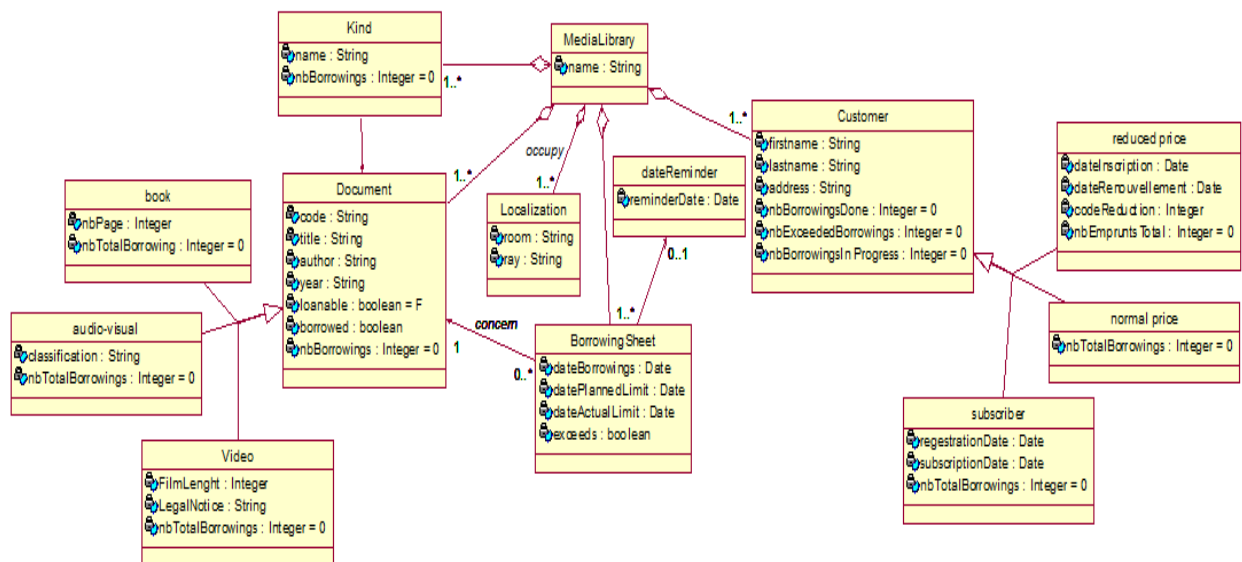 Kind
name : String
nbBorrowings : Integer = 0
1..*
MediaLibrary
name : String
1..*
Customer
firstname : String
lastname : String
address : String
nbBorrowingsDone : Integer = 0
nbExceededBorrowings : Integer = 0
nbBorrowingsInProgress : Integer = 0
reduced price
dateInscription : Date
dateRenouvellement : Date
codeReduction : Integer
nbEmpruntsTotal : Integer = 0
occupy
1..*
1..*
dateReminder
reminderDate : Date
0..1
book
nbPage : Integer
nbTotalBorrowing : Integer = 0
Document
code : String
title : String
author : String
year : String
loanable : boolean = F
borrowed : boolean
nbBorrowings : Integer = 0
Localization
room : String
ray : String
audio-visual
classification : String
nbTotalBorrowings : Integer = 0
concern
1
0..*
1..*
BorrowingSheet
dateBorrowings : Date
datePlannedLimit : Date
dateActualLimit : Date
exceeds : boolean
normal price
nbTotalBorrowings : Integer = 0
subscriber
regestrationDate : Date
subscriptionDate : Date
nbTotalBorrowings : Integer = 0
Video
FilmLenght : Integer
LegalNotice : String
nbTotalBorrowings : Integer = 0